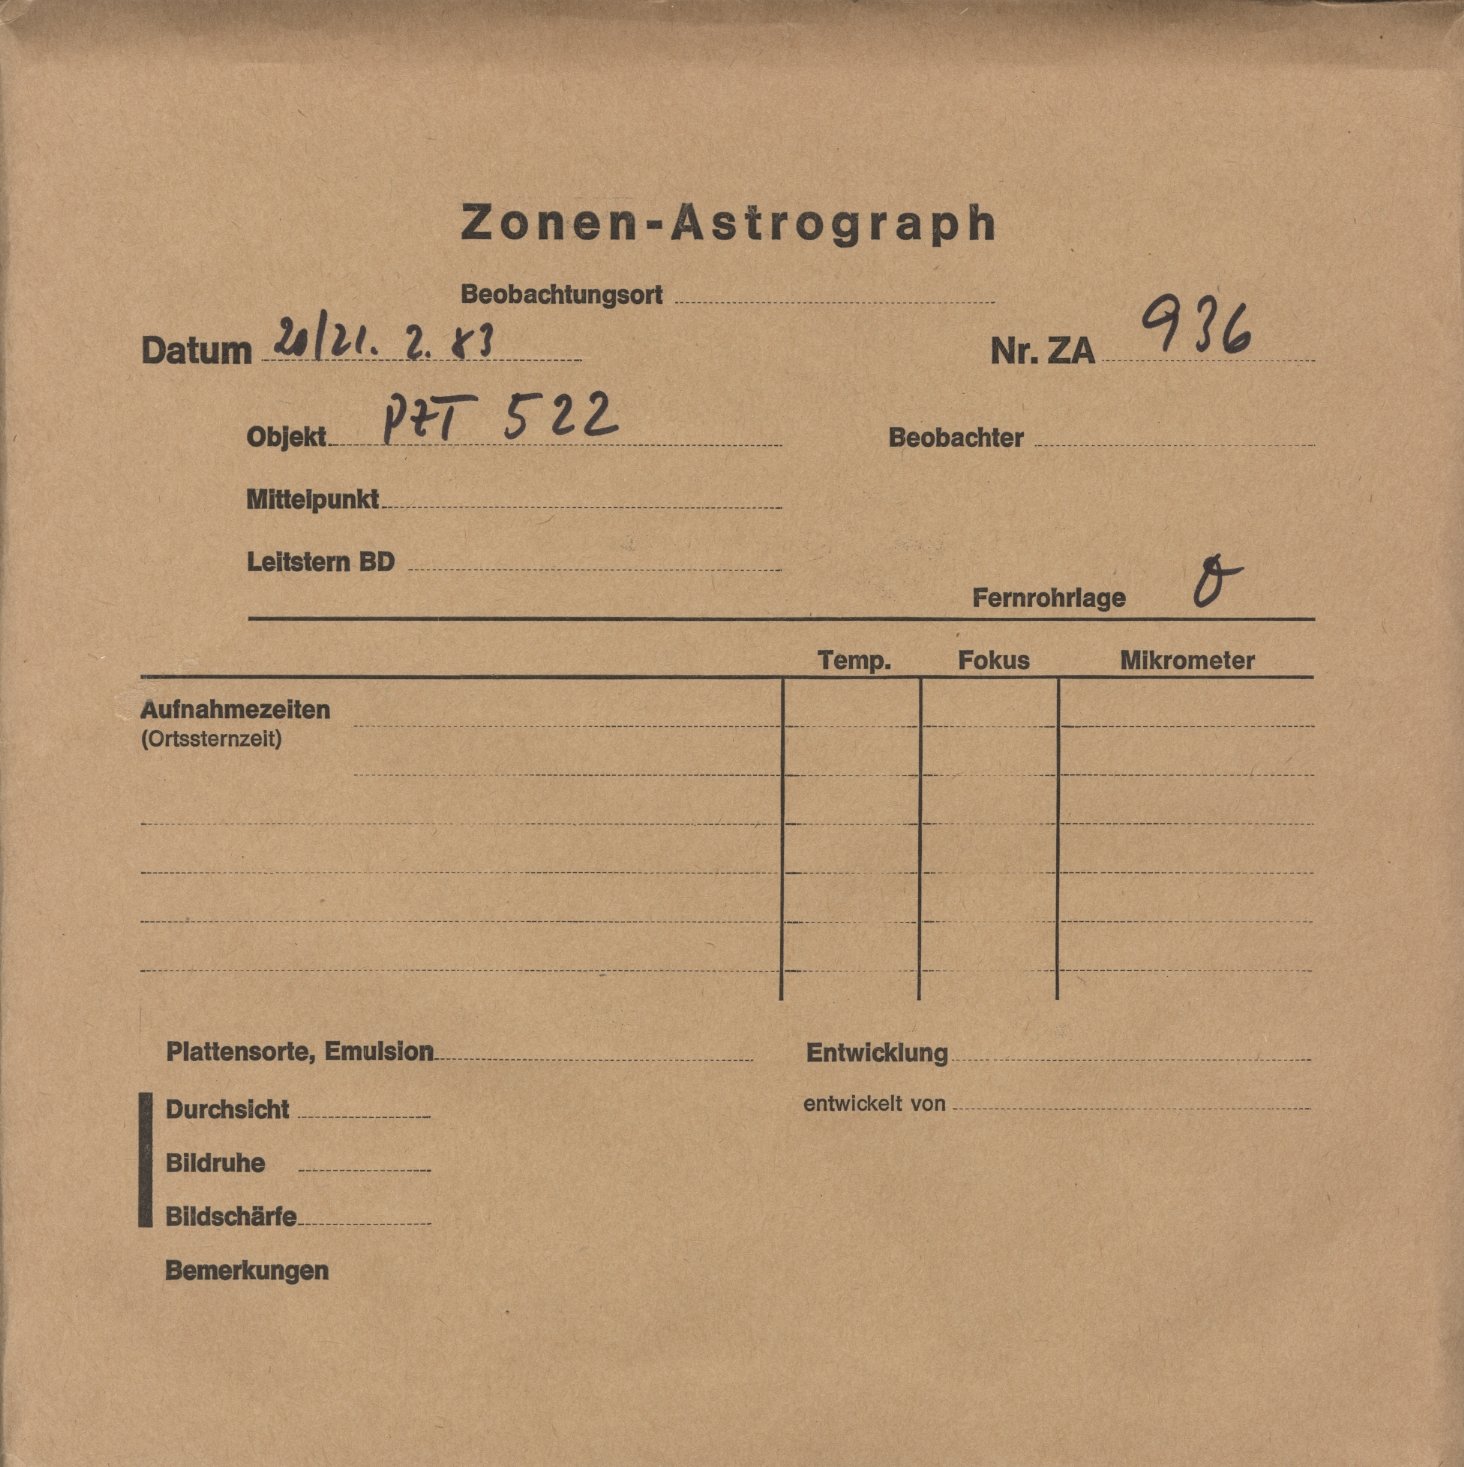 Zonen-Astrograph
Beobachtungsort
Datum 20/21. 2. 83
Nr. ZA 936
Objekt PZT 522
Beobachter
Mittelpunkt
Leitstern BD
Fernrohrlage O
Temp. Fokus Mikrometer
Aufnahmezeiten
(Ortssternzeit)
Plattensorte, Emulsion
Entwicklung
Durchsicht
entwickelt von
Bildruhe
Bildschärfe
Bemerkungen